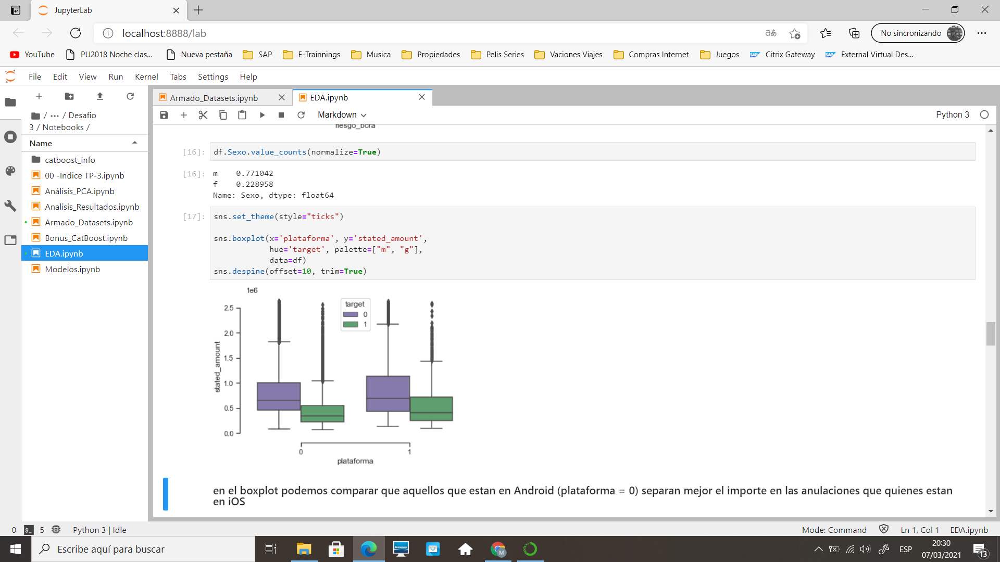 JupyterLab
localhost:8888/lab
aあ
No sincronizando
YouTube
PU2018 Noche clas...
Nueva pestaña
SAP
E-Trainnings
Musica
Propiedades
Pelis Series
Vaciones Viajes
Compras Internet
Juegos
Citrix Gateway
External Virtual Des...
File Edit View Run Kernel Tabs Settings Help
/ ··· / Desafio
3 / Notebooks /
Name
catboost_info
00 -Indice TP-3.ipynb
Análisis_PCA.ipynb
Analisis_Resultados.ipynb
Armado_Datasets.ipynb
Bonus_CatBoost.ipynb
EDA.ipynb
Modelos.ipynb
Armado_Datasets.ipynb
EDA.ipynb
Markdown
Python 3
riesgo_bcra
[16]: df.Sexo.value_counts(normalize=True)
[16]: m 0.771042
f 0.228958
Name: Sexo, dtype: float64
[17]: sns.set_theme(style="ticks")
sns.boxplot(x='plataforma', y='stated_amount',
hue='target', palette=["m", "g"],
data=df)
sns.despine(offset=10, trim=True)
1e6
2.5
2.0
1.5
1.0
0.5
0.0
stated_amount
target
0
1
0 1
plataforma
en el boxplot podemos comparar que aquellos que estan en Android (plataforma = 0) separan mejor el importe en las anulaciones que quienes estan
en iOS
0 $_ 5 Python 3 | Idle
Mode: Command
Ln 1, Col 1
EDA.ipynb
Escribe aquí para buscar
Lenovo
M
ESP
20:30
07/03/2021
13